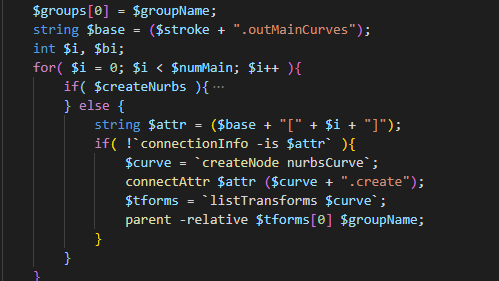 $groups[0] = $groupName;
string $base = ($stroke + ".outMainCurves");
int $i, $bi;
for( $i = 0; $i < $numMain; $i++ ){
if( $createNurbs ){···
} else {
string $attr = ($base + "[" + $i + "]");
if( !`connectionInfo -is $attr` ){
$curve = `createNode nurbsCurve`;
connectAttr $attr ($curve + ".create");
$tforms = `listTransforms $curve`;
parent -relative $tforms[0] $groupName;
}
}
}